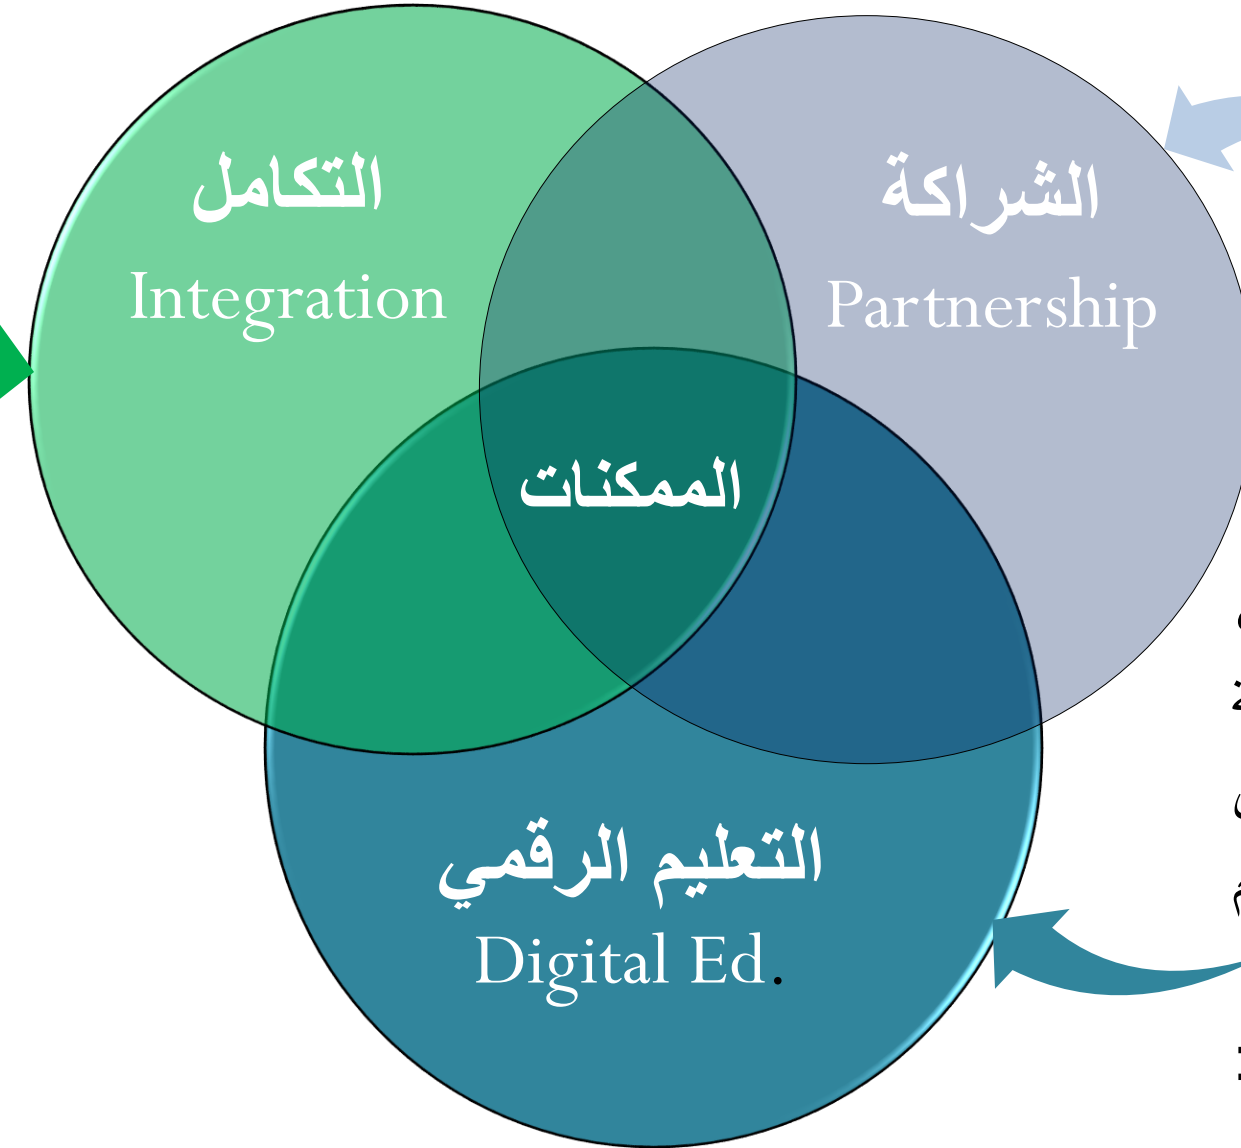 التكامل
Integration
الشراكة
Partnership
الممكنات
التعليم الرقمي
Digital Ed.